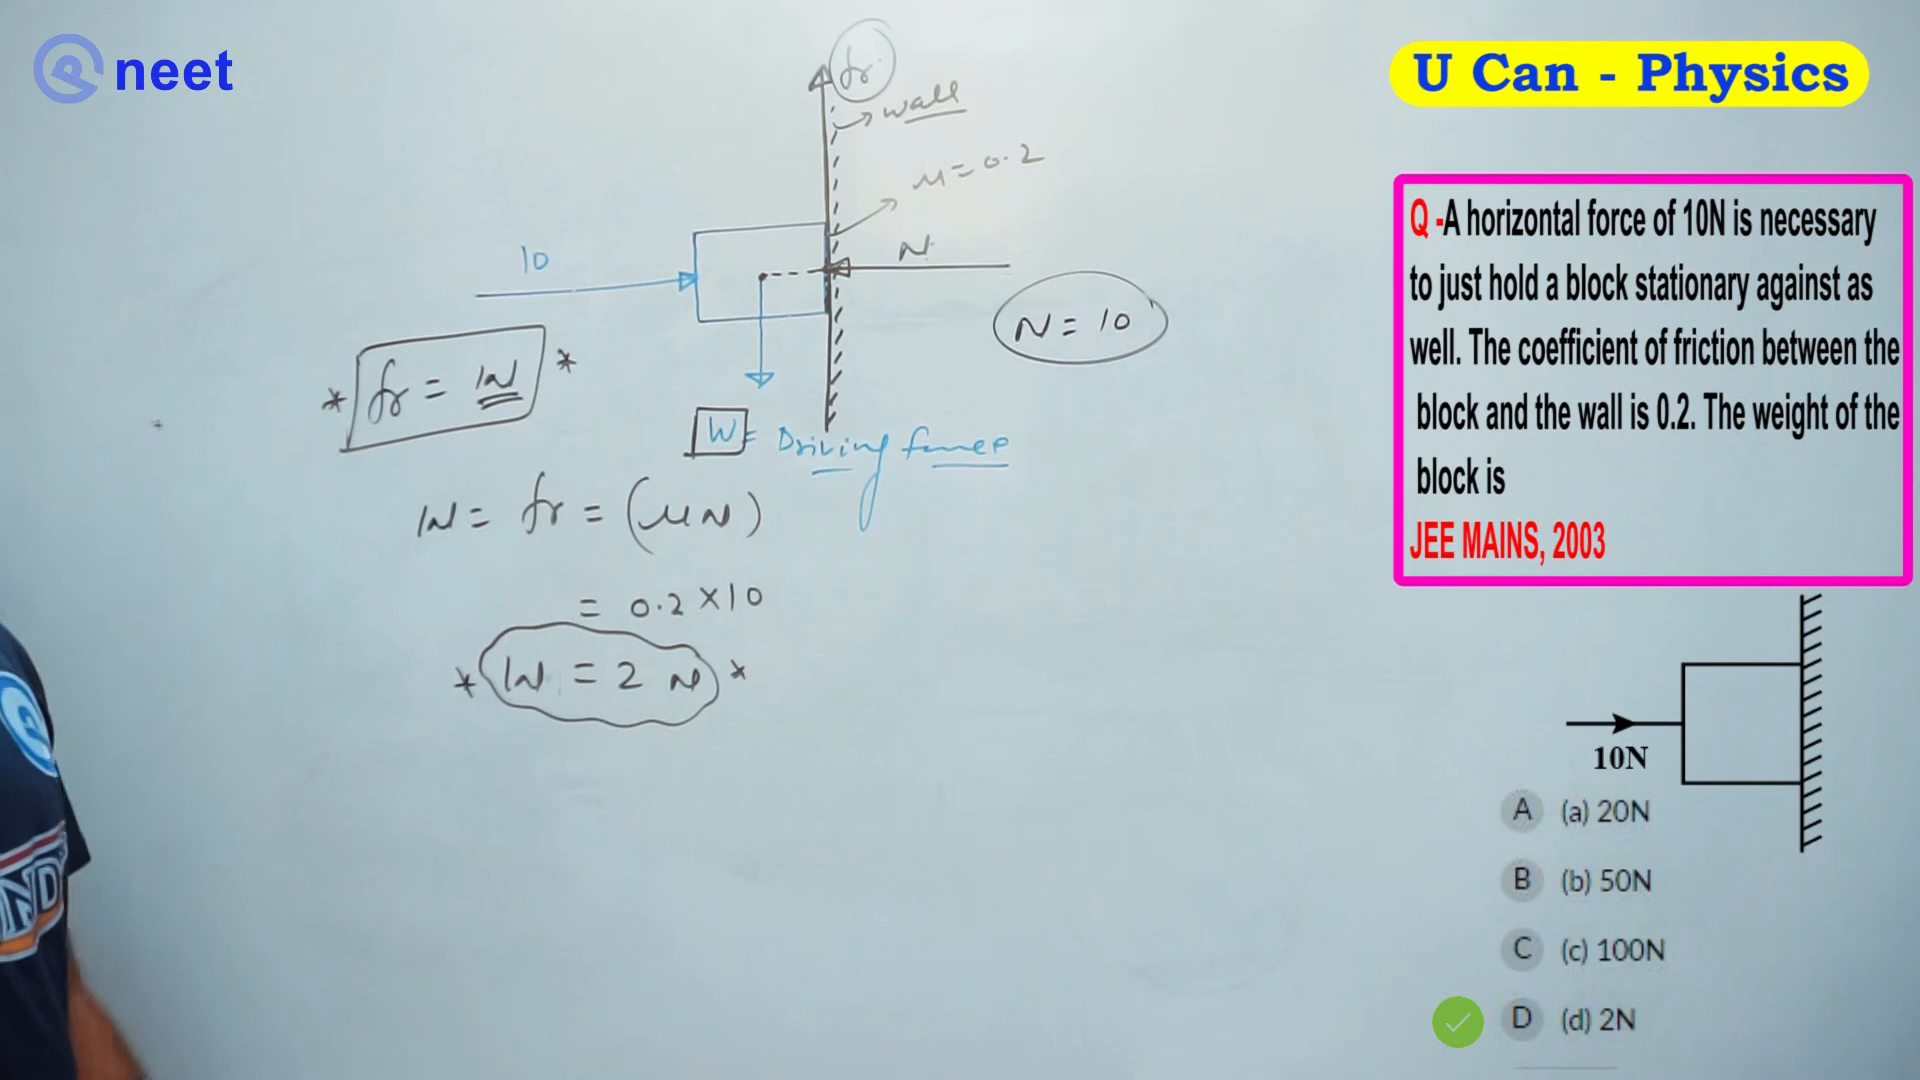 neet
U Can - Physics
fr
wall
μ = 0.2
10
N
N = 10
* fr = W *
W = Driving force
W = fr = (μN)
= 0.2 × 10
* W = 2 N *
Q -A horizontal force of 10N is necessary
to just hold a block stationary against as
well. The coefficient of friction between the
block and the wall is 0.2. The weight of the
block is
JEE MAINS, 2003
10N
A (a) 20N
B (b) 50N
C (c) 100N
D (d) 2N
ND